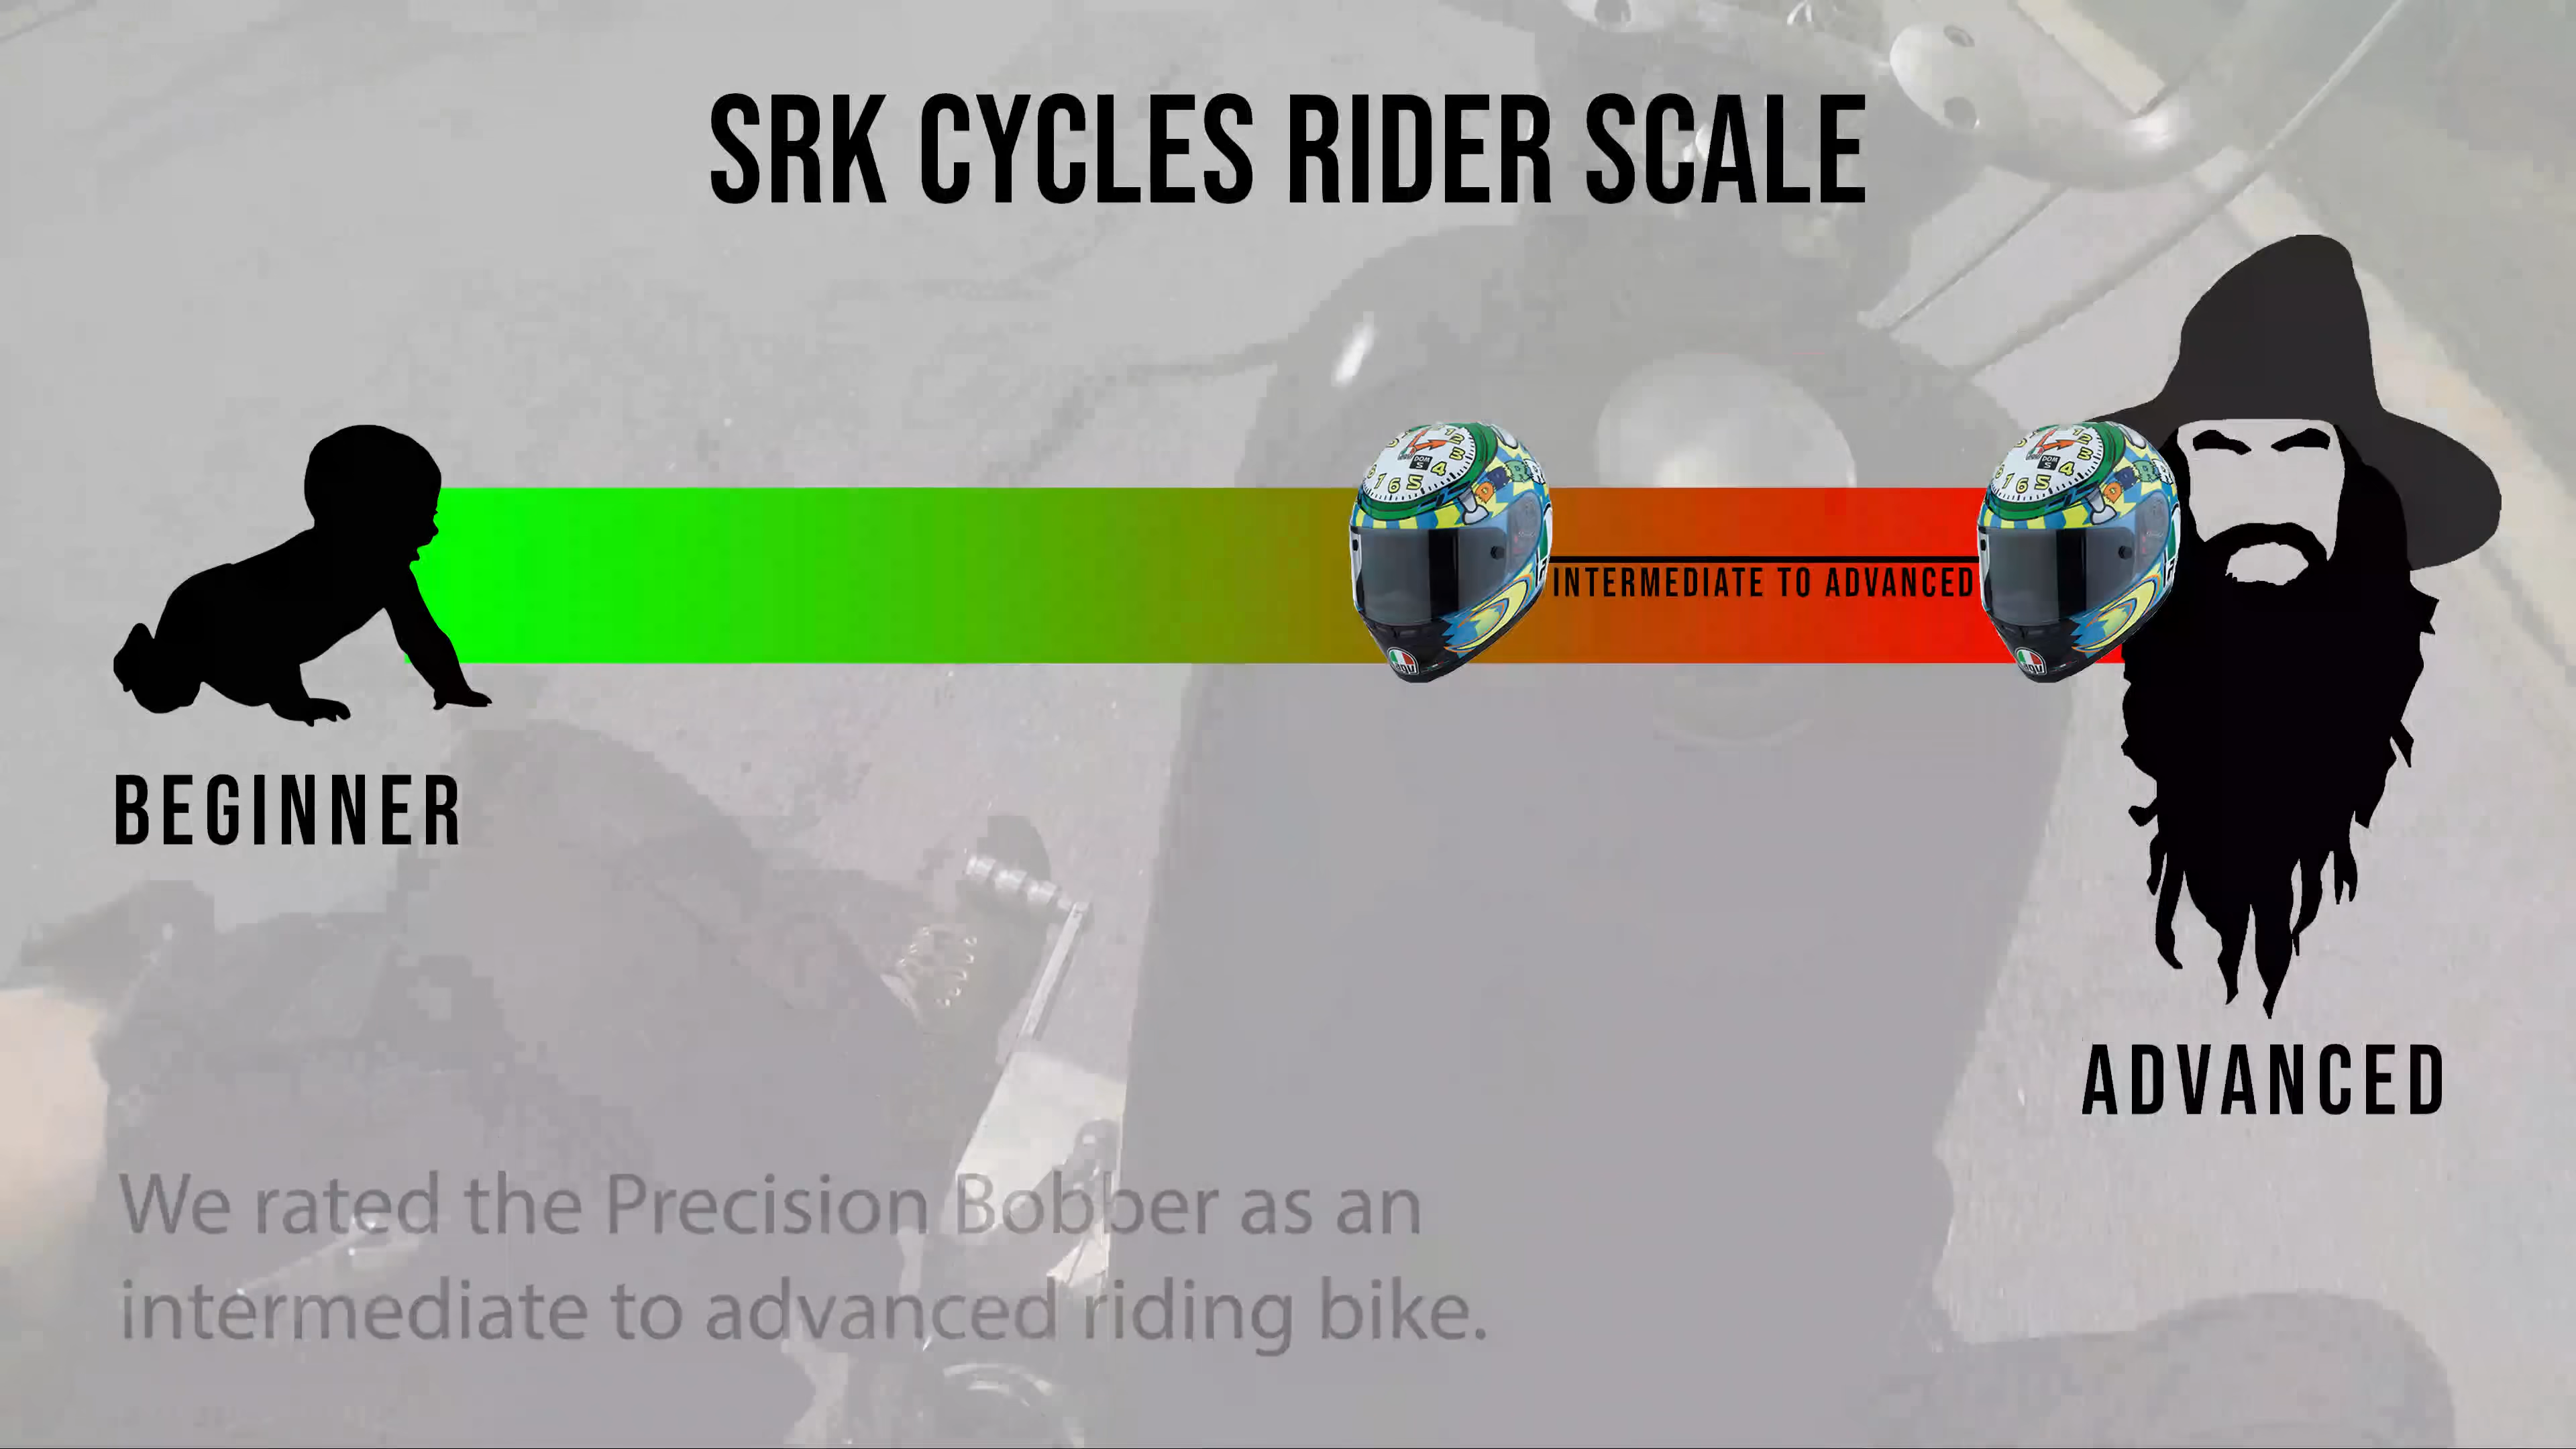 SRK CYCLES RIDER SCALE
INTERMEDIATE TO ADVANCED
BEGINNER
ADVANCED
We rated the Precision Bobber as an
intermediate to advanced riding bike.